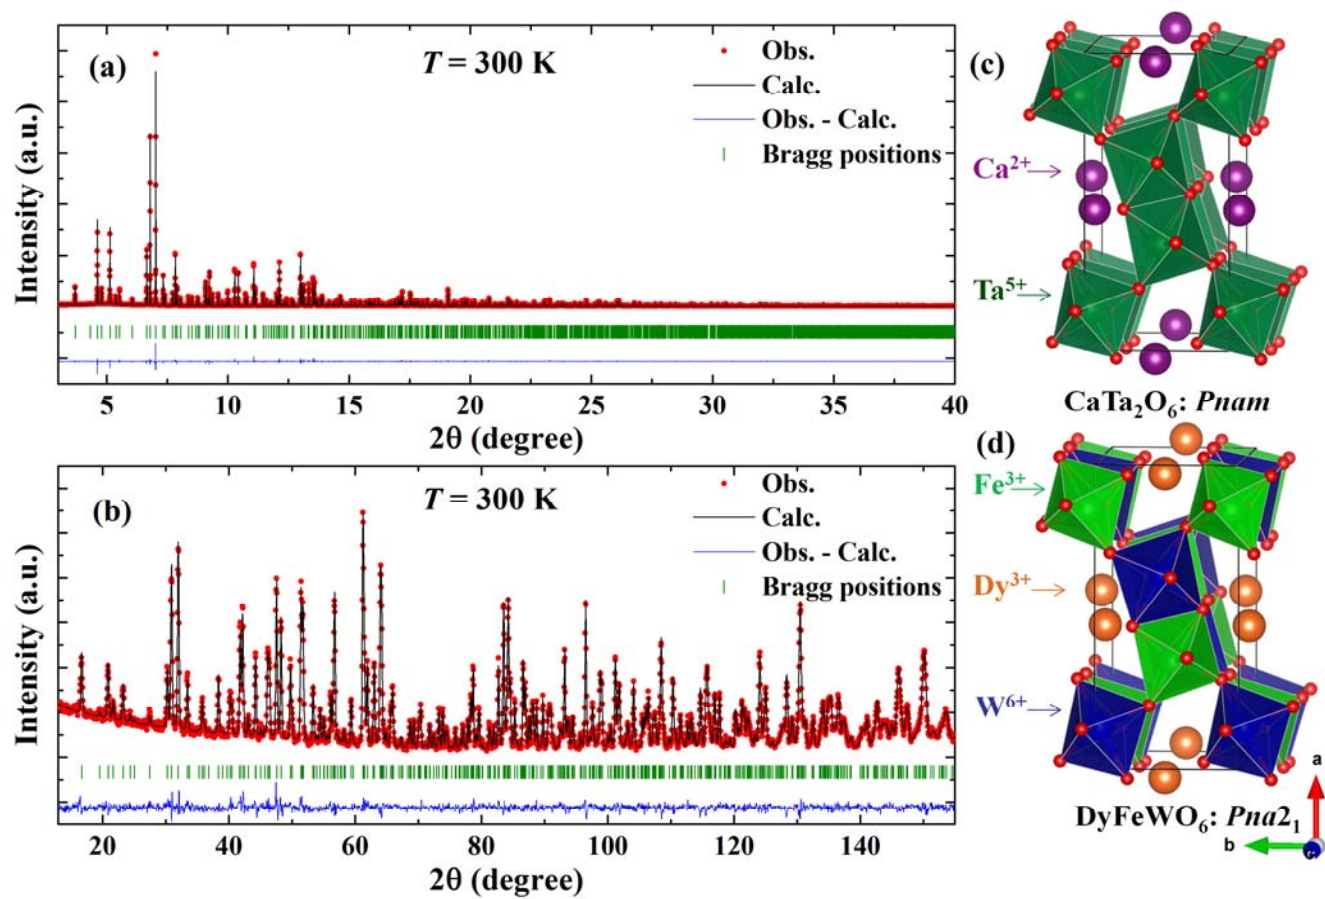 (a)
T = 300 K
Obs.
Calc.
Obs. - Calc.
Bragg positions
Intensity (a.u.)
5 10 15 20 25 30 35 40
2θ (degree)
(b)
T = 300 K
Obs.
Calc.
Obs. - Calc.
Bragg positions
Intensity (a.u.)
20 40 60 80 100 120 140
2θ (degree)
(c)
Ca²⁺
Ta⁵⁺
CaTa₂O₆: Pnam
(d)
Fe³⁺
Dy³⁺
W⁶⁺
DyFeWO₆: Pna2₁
a
b
c